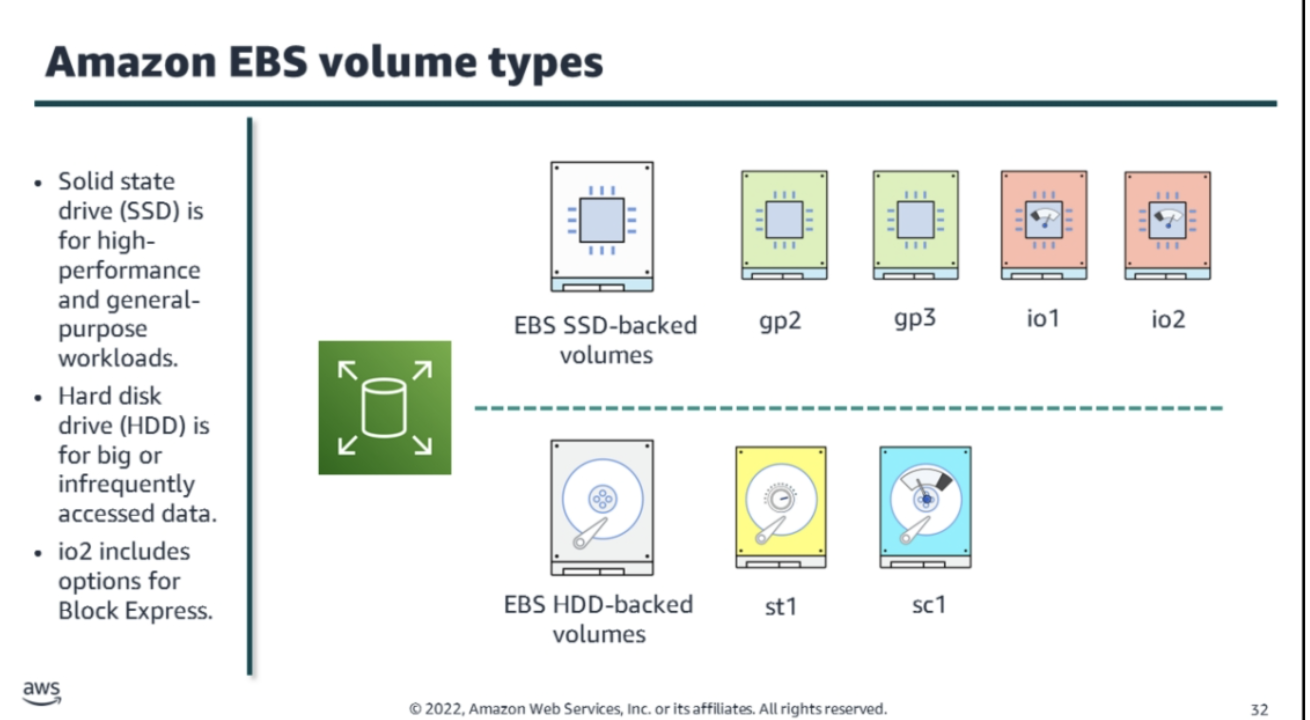 Amazon EBS volume types
• Solid state
drive (SSD) is
for high-
performance
and general-
purpose
workloads.
• Hard disk
drive (HDD) is
for big or
infrequently
accessed data.
• io2 includes
options for
Block Express.
EBS SSD-backed
volumes
gp2
gp3
io1
io2
EBS HDD-backed
volumes
st1
sc1
aws
© 2022, Amazon Web Services, Inc. or its affiliates. All rights reserved.
32